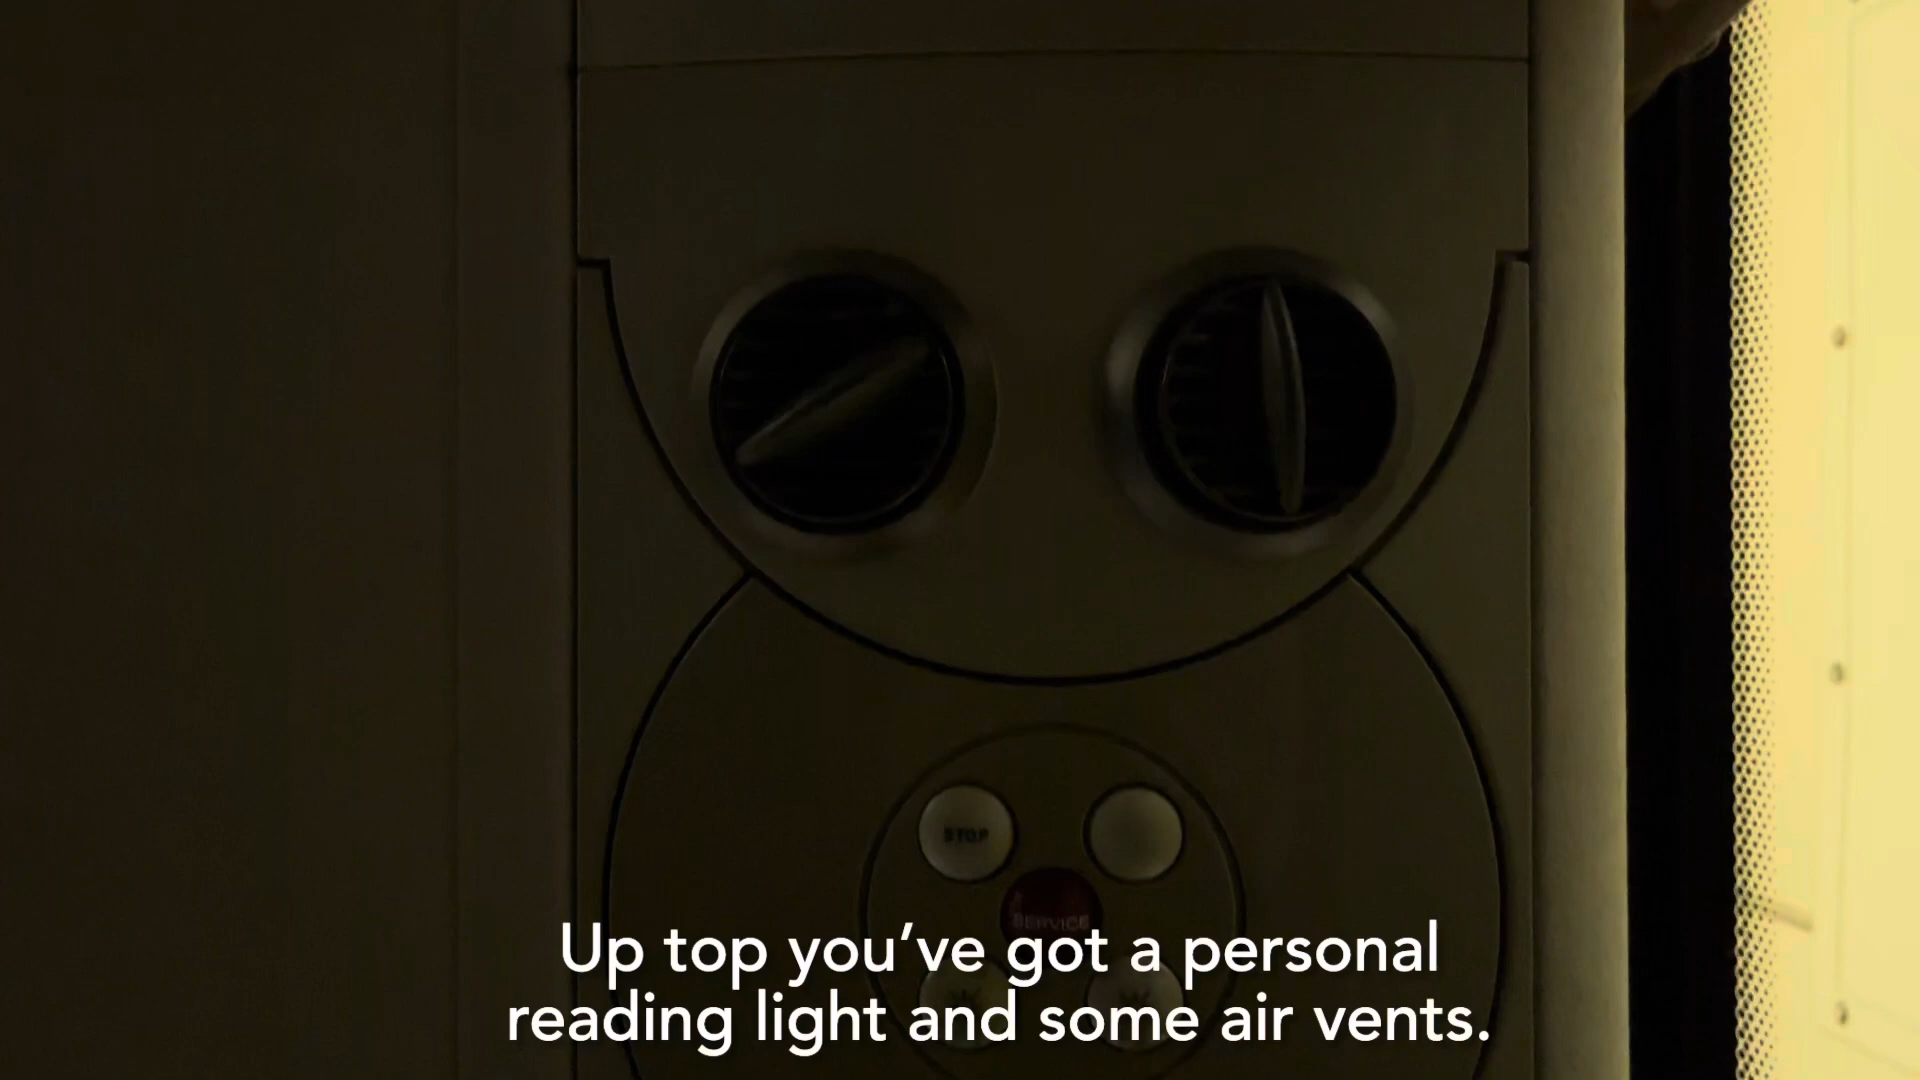 STOP
SERVICE
Up top you’ve got a personal
reading light and some air vents.